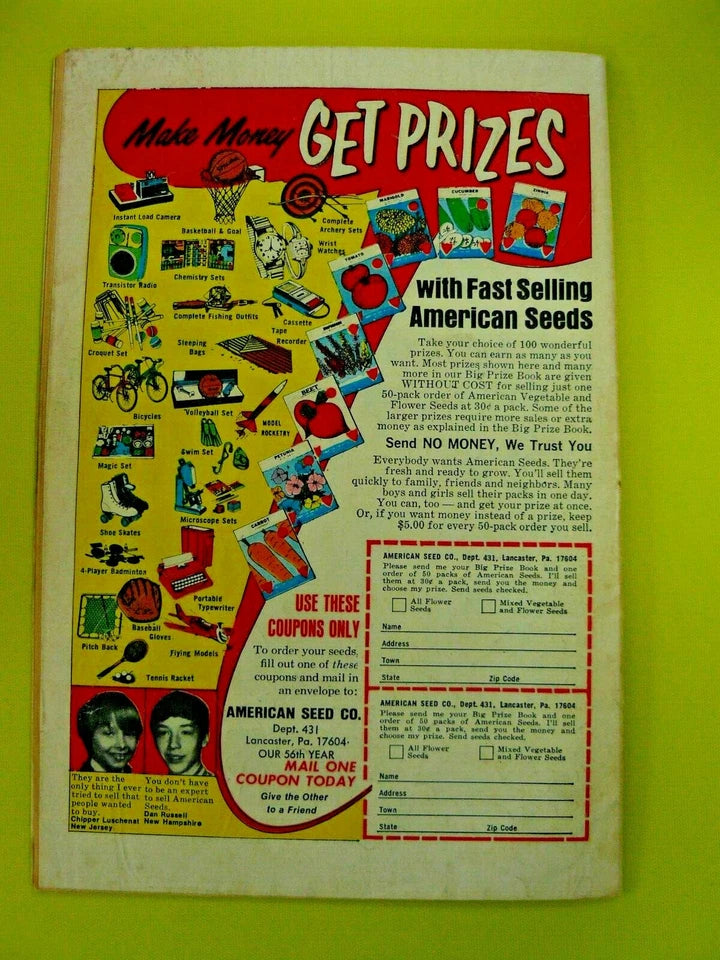 Make Money GET PRIZES
Instant Load Camera
Basketball & Goal
Complete
Archery Sets
Wrist
Watches
Transistor Radio
Chemistry Sets
Complete Fishing Outfits
Cassette
Tape
Recorder
Croquet Set
Sleeping
Bags
Bicycles
Volleyball Set
MODEL
ROCKETRY
Magic Set
Swim Set
Microscope Sets
Shoe Skates
4-Player Badminton
Portable
Typewriter
Pitch Back
Baseball
Gloves
Flying Models
Tennis Racket
MARIGOLD
CUCUMBER
ZINNIA
TOMATO
BEET
PETUNIA
CARROT
with Fast Selling
American Seeds
Take your choice of 100 wonderful
prizes. You can earn as many as you
want. Most prizes shown here and many
more in our Big Prize Book are given
WITHOUT COST for selling just one
50-pack order of American Vegetable and
Flower Seeds at 30¢ a pack. Some of the
larger prizes require more sales or extra
money as explained in the Big Prize Book.
Send NO MONEY, We Trust You
Everybody wants American Seeds. They're
fresh and ready to grow. You'll sell them
quickly to family, friends and neighbors. Many
boys and girls sell their packs in one day.
You can, too — and get your prize at once.
Or, if you want money instead of a prize, keep
$5.00 for every 50-pack order you sell.
USE THESE
COUPONS ONLY
To order your seeds,
fill out one of these
coupons and mail in
an envelope to:
AMERICAN SEED CO.
Dept. 431
Lancaster, Pa. 17604
OUR 56th YEAR
MAIL ONE
COUPON TODAY
Give the Other
to a Friend
AMERICAN SEED CO., Dept. 431, Lancaster, Pa. 17604
Please send me your Big Prize Book and one
order of 50 packs of American Seeds. I'll sell
them at 30¢ a pack, send you the money and
choose my prize. Send seeds checked.
All Flower
Seeds
Mixed Vegetable
and Flower Seeds
Name
Address
Town
State Zip Code
AMERICAN SEED CO., Dept. 431, Lancaster, Pa. 17604
Please send me your Big Prize Book and one
order of 50 packs of American Seeds. I'll sell
them at 30¢ a pack, send you the money and
choose my prize. Send seeds checked.
All Flower
Seeds
Mixed Vegetable
and Flower Seeds
Name
Address
Town
State Zip Code
They are the
only thing I ever
tried to sell that
people wanted
to buy.
Chipper Luschenat
New Jersey
You don't have
to be an expert
to sell American
Seeds.
Dan Russell
New Hampshire